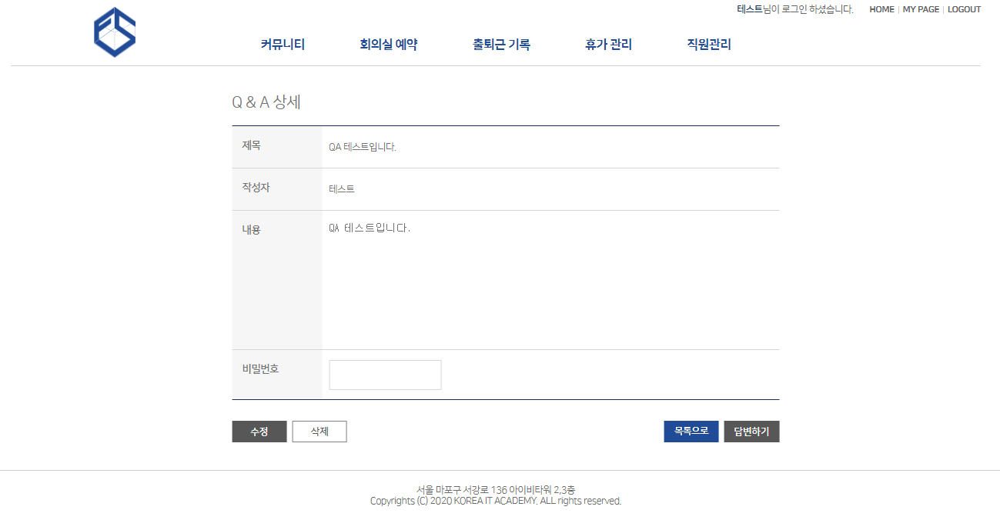 테스트님이 로그인 하셨습니다. HOME | MY PAGE | LOGOUT
FS
커뮤니티 회의실 예약 출퇴근 기록 휴가 관리 직원관리
Q & A 상세
제목 QA 테스트입니다.
작성자 테스트
내용 QA 테스트입니다.
비밀번호
수정 삭제 목록으로 답변하기
서울 마포구 서강로 136 아이비타워 2,3층
Copyrights (C) 2020 KOREA IT ACADEMY. ALL rights reserved.